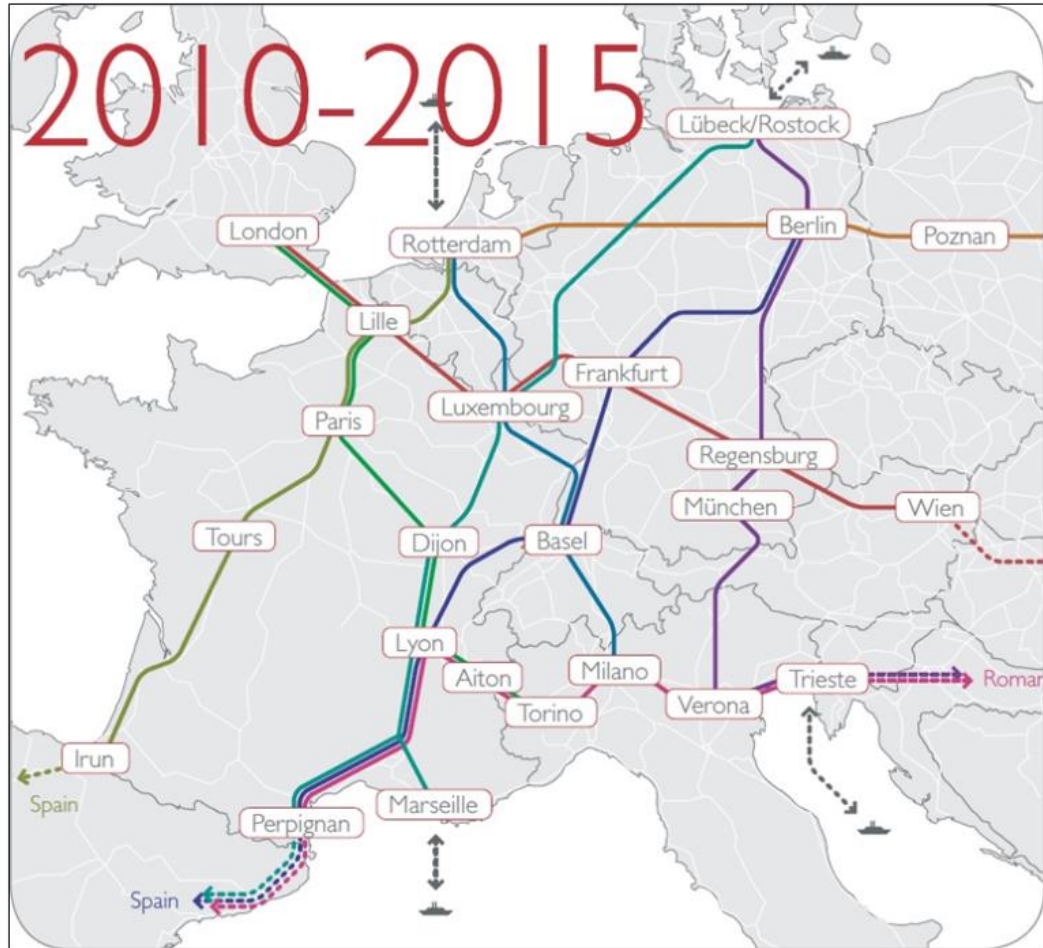 2010-2015
Lübeck/Rostock
London
Rotterdam
Berlin
Poznan
Lille
Frankfurt
Luxembourg
Paris
Regensburg
München
Wien
Tours
Dijon
Basel
Lyon
Aiton
Milano
Trieste
Roman
Torino
Verona
Irun
Spain
Marseille
Perpignan
Spain